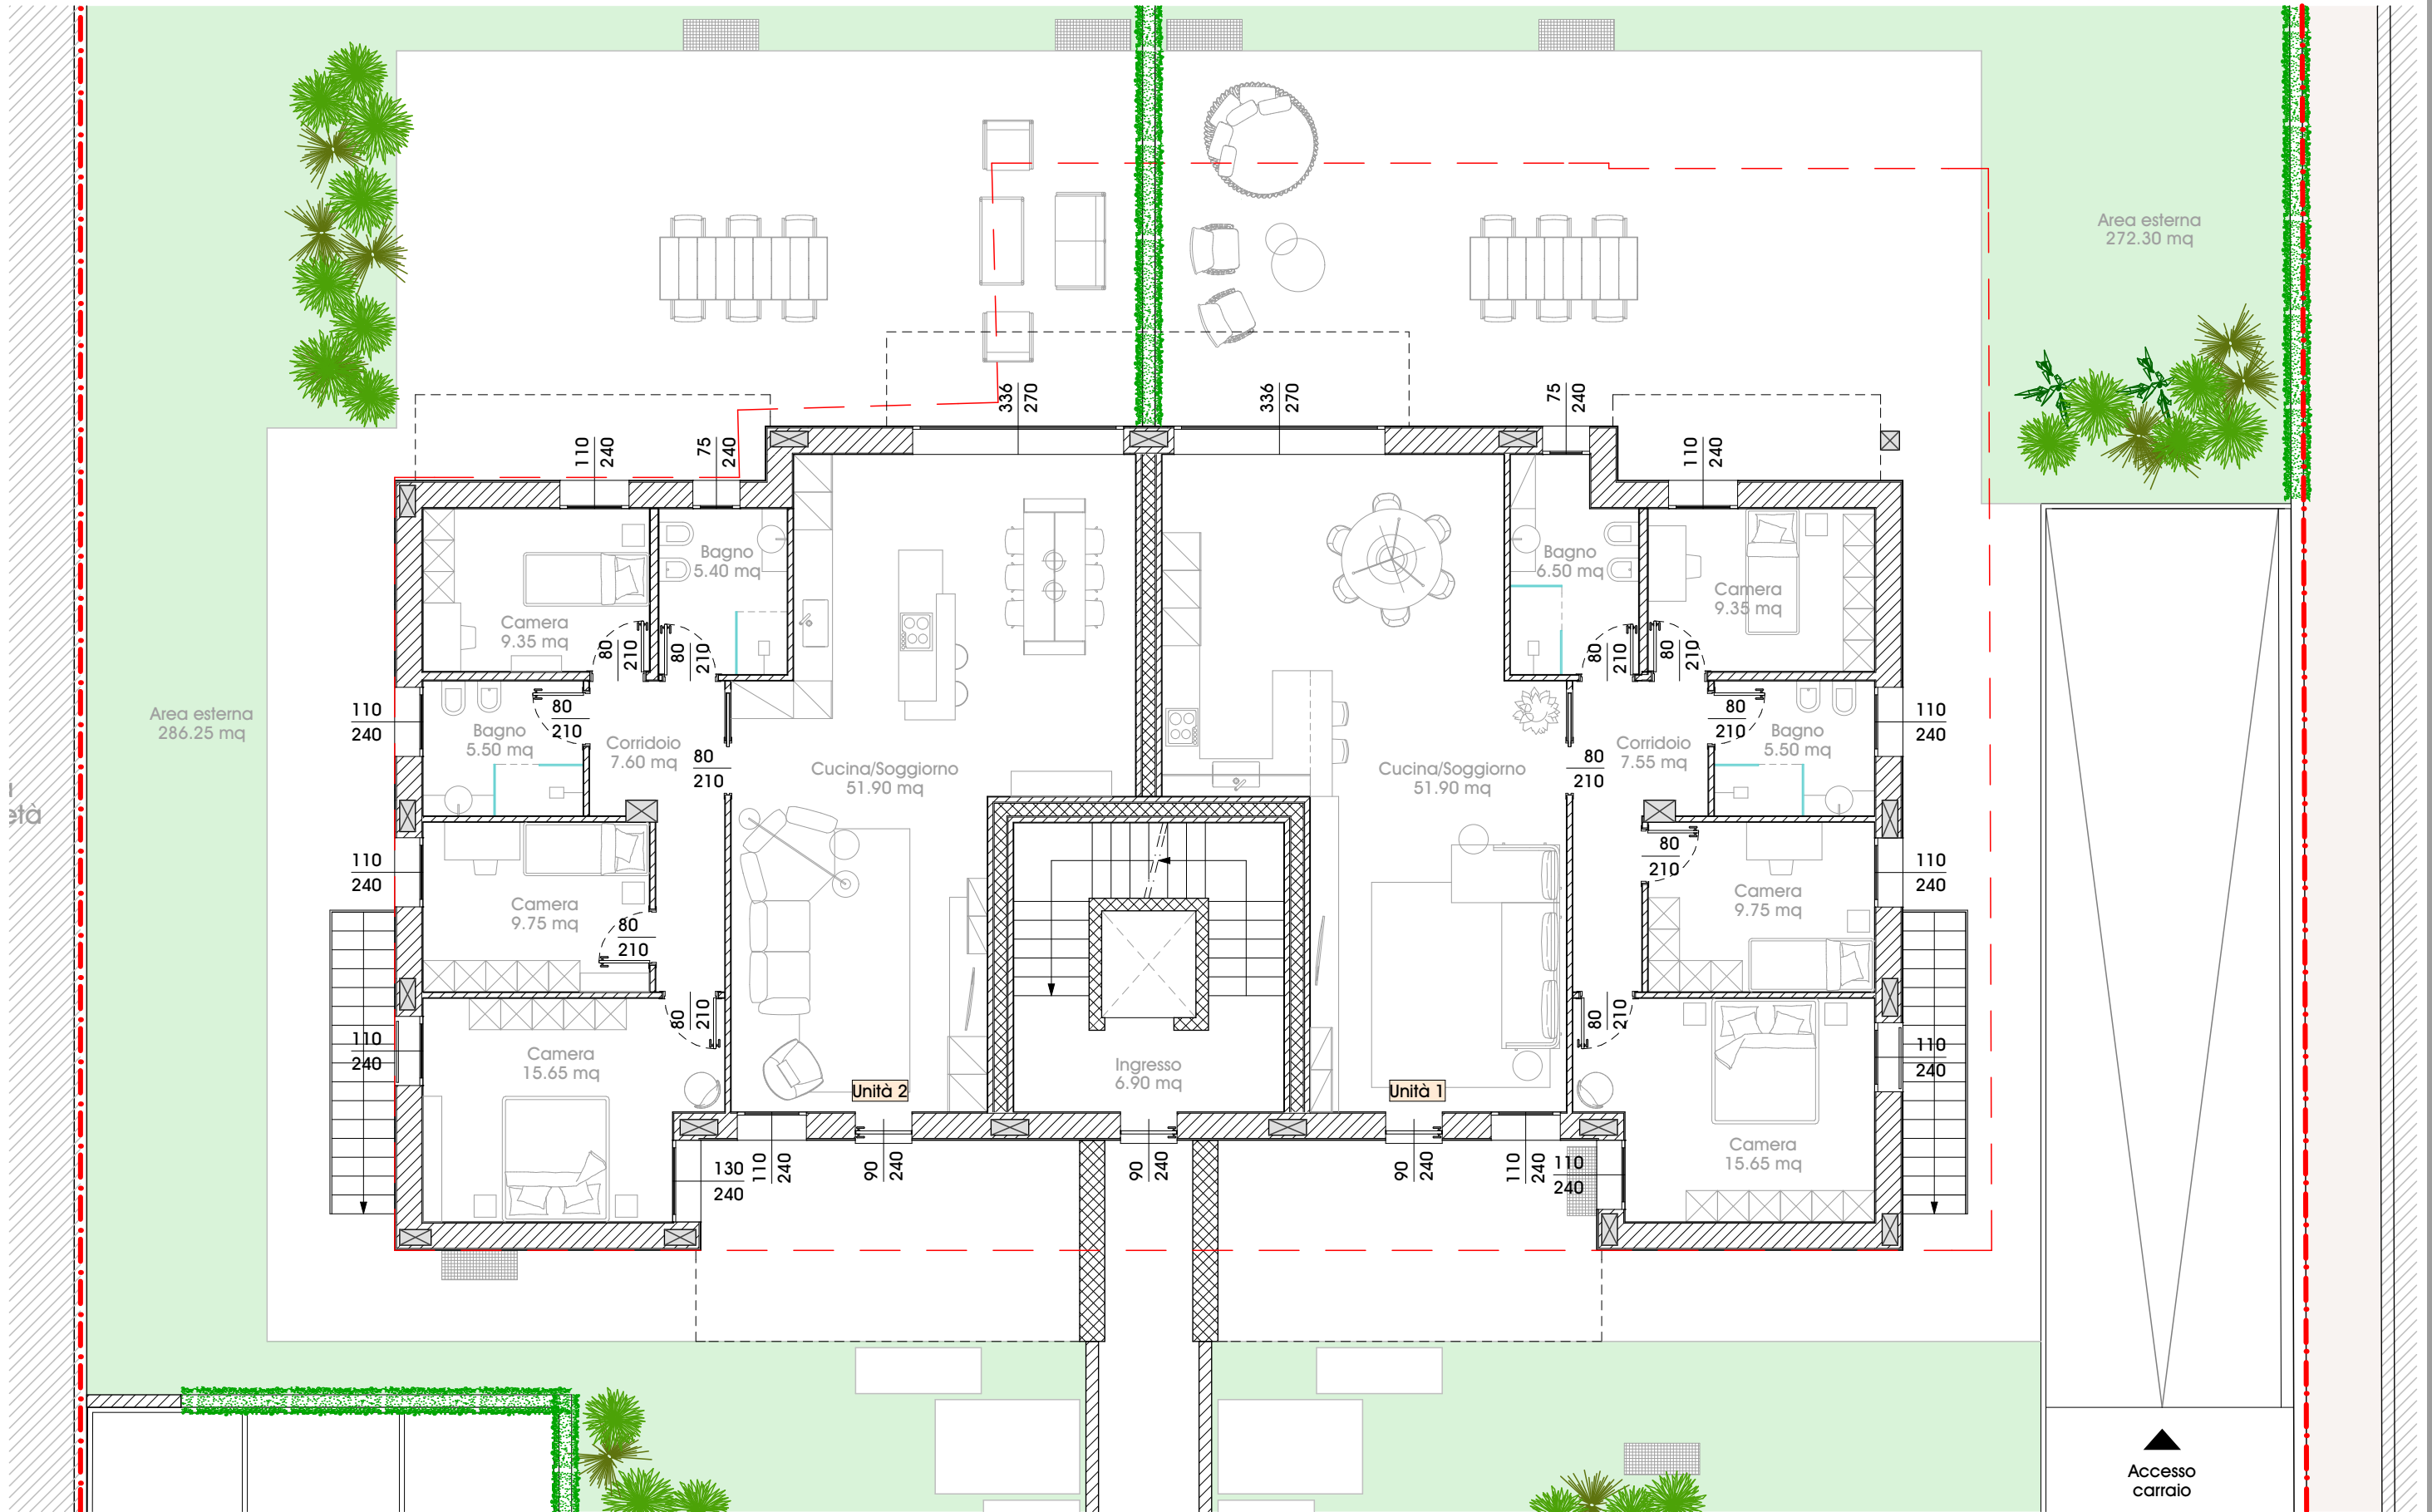 Area esterna
272.30 mq
336
270
336
270
75
240
110
240
75
240
110
240
Bagno
5.40 mq
Bagno
6.50 mq
Camera
9.35 mq
Camera
9.35 mq
80
210
80
210
80
210
80
210
Area esterna
286.25 mq
110
240
80
210
Bagno
5.50 mq
Corridoio
7.60 mq
80
210
Cucina/Soggiorno
51.90 mq
Cucina/Soggiorno
51.90 mq
80
210
Corridoio
7.55 mq
80
210
Bagno
5.50 mq
110
240
110
240
Camera
9.75 mq
80
210
80
210
Camera
9.75 mq
110
240
110
240
Camera
15.65 mq
80
210
Ingresso
6.90 mq
80
210
110
240
Unità 2
Unità 1
Camera
15.65 mq
130
240
110
240
90
240
90
240
90
240
110
240
110
240
Accesso
carraio